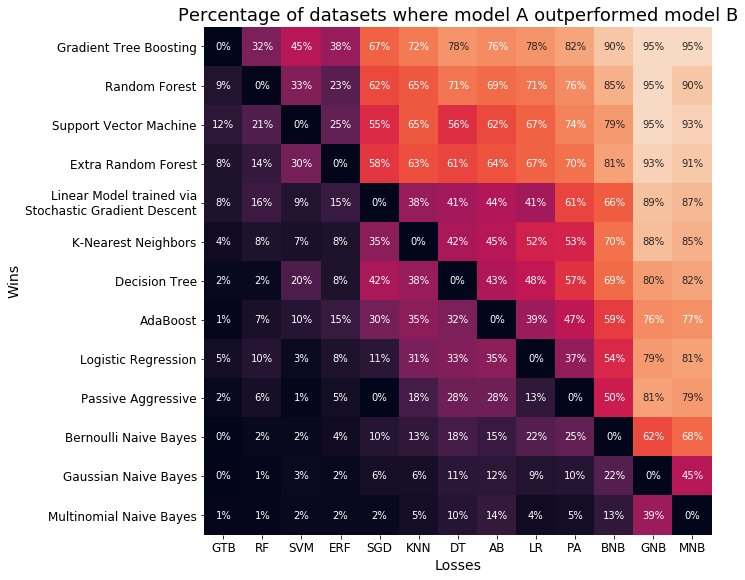 Percentage of datasets where model A outperformed model B
Gradient Tree Boosting 0% 32% 45% 38% 67% 72% 78% 76% 78% 82% 90% 95% 95%
Random Forest 9% 0% 33% 23% 62% 65% 71% 69% 71% 76% 85% 95% 90%
Support Vector Machine 12% 21% 0% 25% 55% 65% 56% 62% 67% 74% 79% 95% 93%
Extra Random Forest 8% 14% 30% 0% 58% 63% 61% 64% 67% 70% 81% 93% 91%
Linear Model trained via
Stochastic Gradient Descent 8% 16% 9% 15% 0% 38% 41% 44% 41% 61% 66% 89% 87%
K-Nearest Neighbors 4% 8% 7% 8% 35% 0% 42% 45% 52% 53% 70% 88% 85%
Decision Tree 2% 2% 20% 8% 42% 38% 0% 43% 48% 57% 69% 80% 82%
AdaBoost 1% 7% 10% 15% 30% 35% 32% 0% 39% 47% 59% 76% 77%
Logistic Regression 5% 10% 3% 8% 11% 31% 33% 35% 0% 37% 54% 79% 81%
Passive Aggressive 2% 6% 1% 5% 0% 18% 28% 28% 13% 0% 50% 81% 79%
Bernoulli Naive Bayes 0% 2% 2% 4% 10% 13% 18% 15% 22% 25% 0% 62% 68%
Gaussian Naive Bayes 0% 1% 3% 2% 6% 6% 11% 12% 9% 10% 22% 0% 45%
Multinomial Naive Bayes 1% 1% 2% 2% 2% 5% 10% 14% 4% 5% 13% 39% 0%
GTB RF SVM ERF SGD KNN DT AB LR PA BNB GNB MNB
Losses
Wins